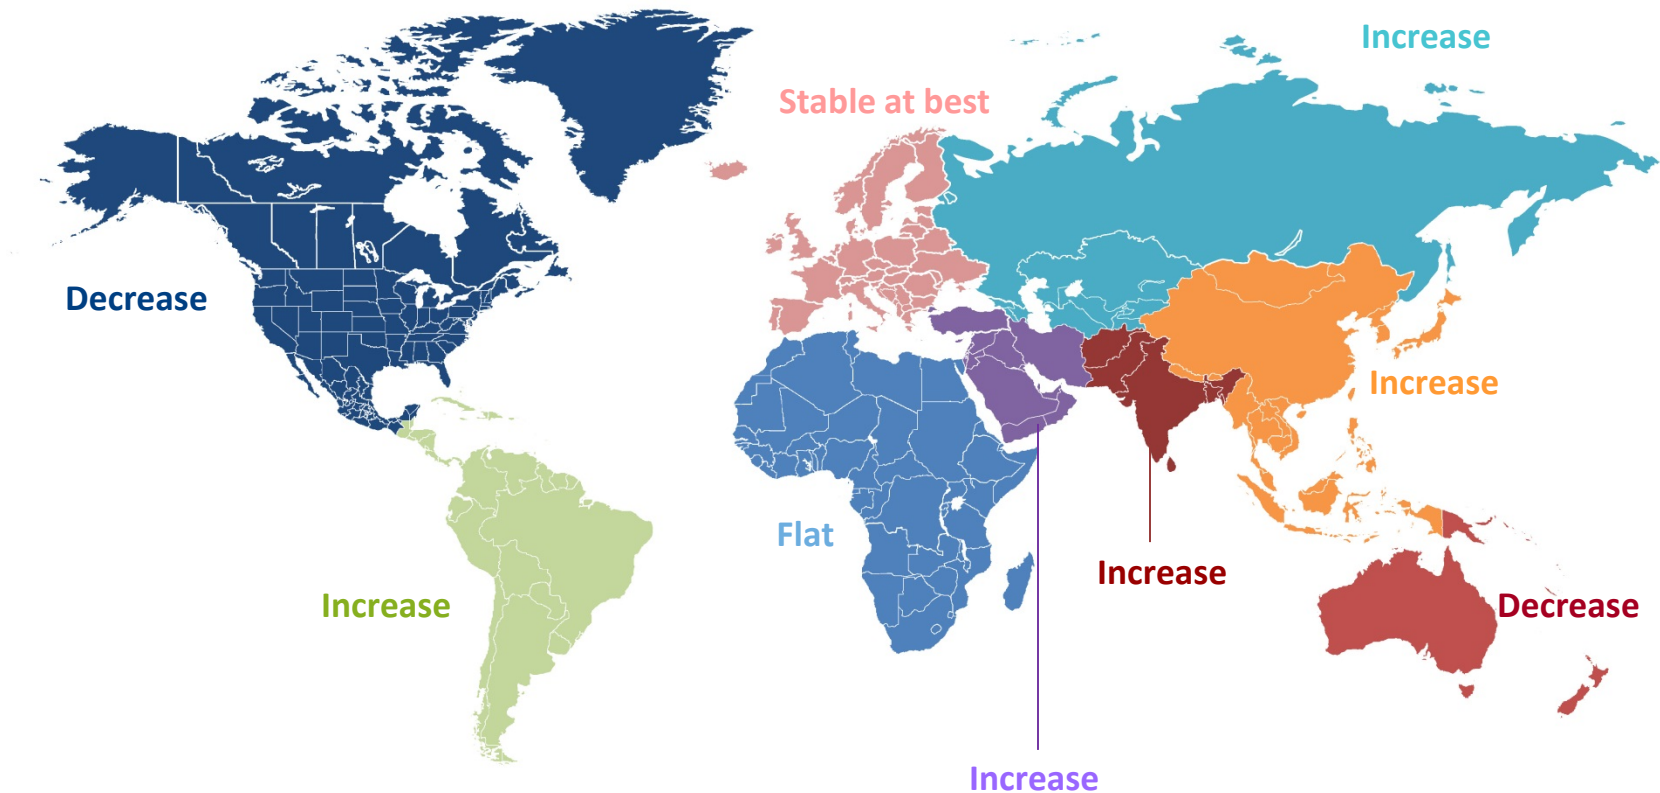 Increase
Stable at best
Decrease
Increase
Flat
Increase
Increase
Decrease
Increase